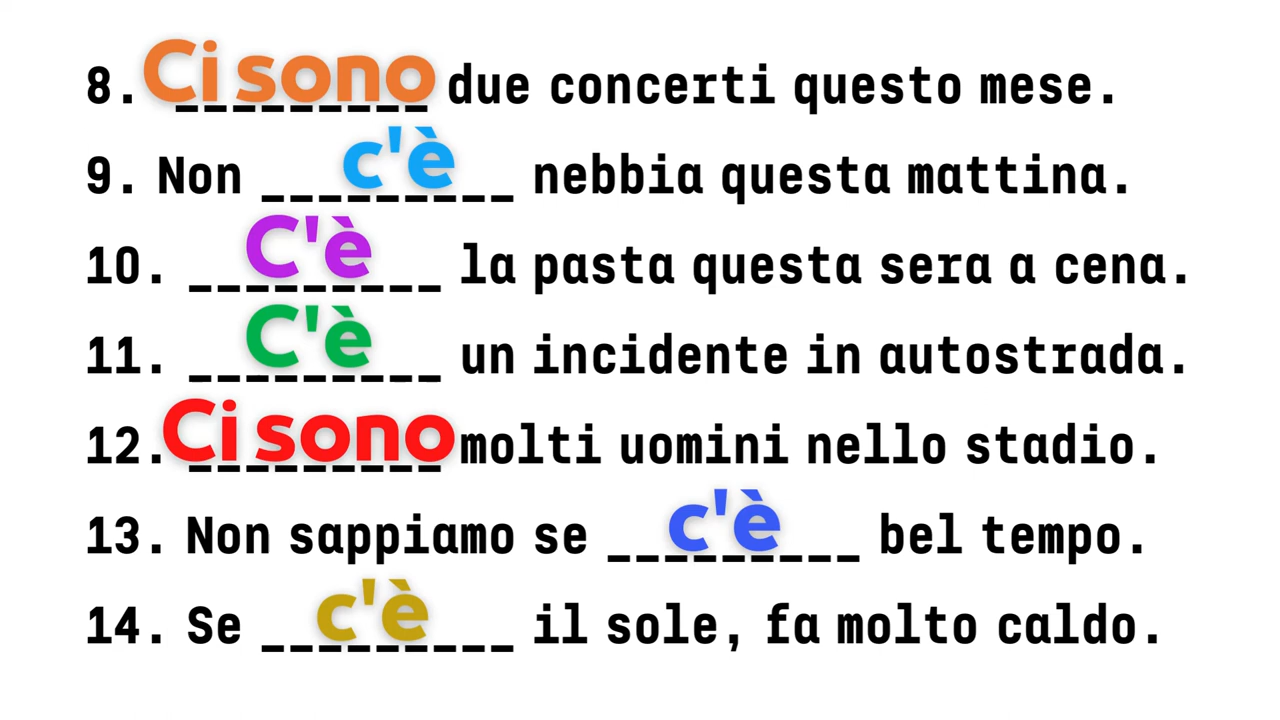 8. Ci sono due concerti questo mese.
9. Non c'è nebbia questa mattina.
10. C'è la pasta questa sera a cena.
11. C'è un incidente in autostrada.
12. Ci sono molti uomini nello stadio.
13. Non sappiamo se c'è bel tempo.
14. Se c'è il sole, fa molto caldo.